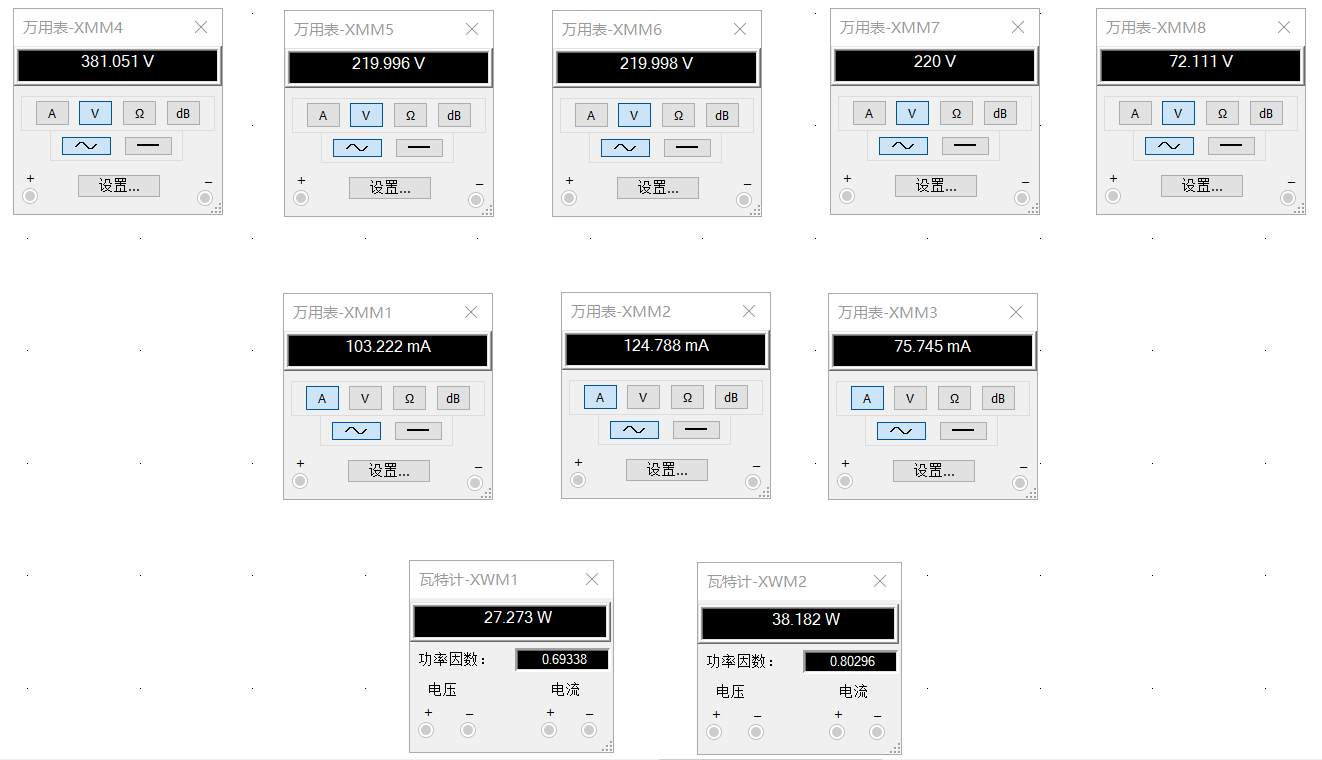 万用表-XMM4
381.051 V
A V Ω dB
设置...
+ −
万用表-XMM5
219.996 V
A V Ω dB
设置...
+ −
万用表-XMM6
219.998 V
A V Ω dB
设置...
+ −
万用表-XMM7
220 V
A V Ω dB
设置...
+ −
万用表-XMM8
72.111 V
A V Ω dB
设置...
+ −
万用表-XMM1
103.222 mA
A V Ω dB
设置...
+ −
万用表-XMM2
124.788 mA
A V Ω dB
设置...
+ −
万用表-XMM3
75.745 mA
A V Ω dB
设置...
+ −
瓦特计-XWM1
27.273 W
功率因数： 0.69338
电压 电流
+ − + −
瓦特计-XWM2
38.182 W
功率因数： 0.80296
电压 电流
+ − + −